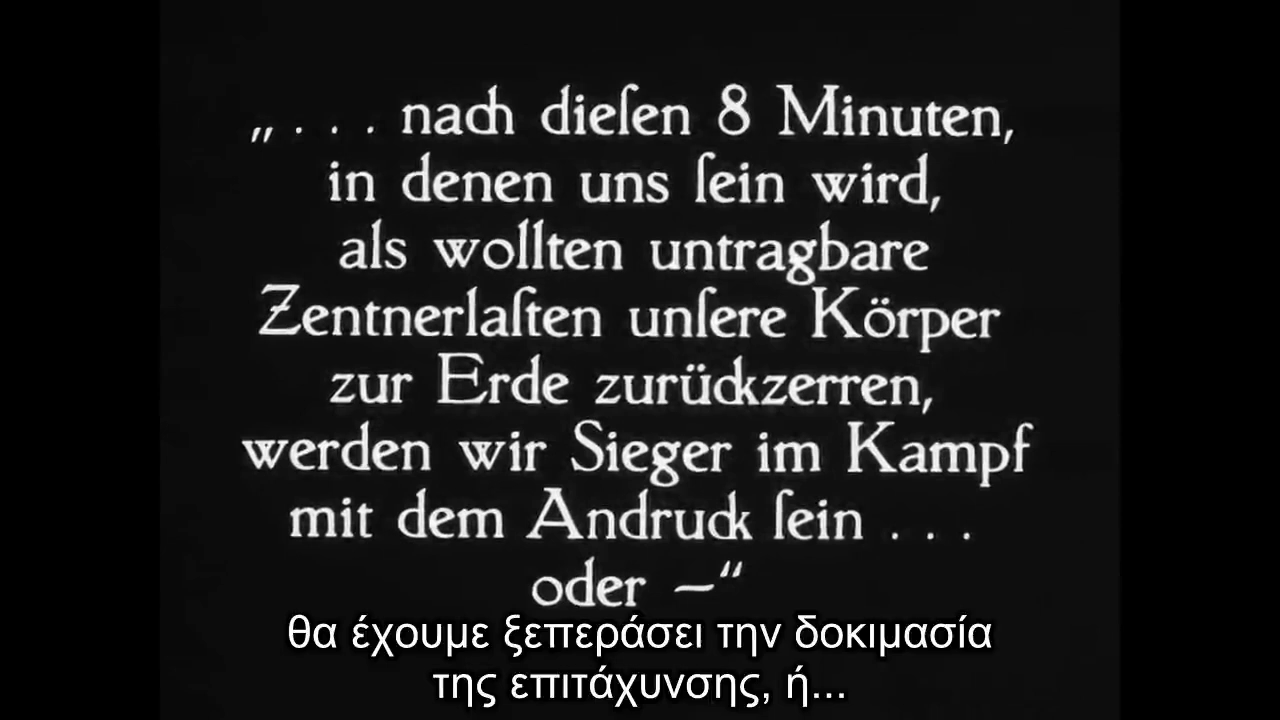 „. . . nach dieſen 8 Minuten,
in denen uns ſein wird,
als wollten untragbare
Zentnerlaſten unſere Körper
zur Erde zurückzerren,
werden wir Sieger im Kampf
mit dem Andruck ſein . . .
oder —“
θα έχουμε ξεπεράσει την δοκιμασία
της επιτάχυνσης, ή...